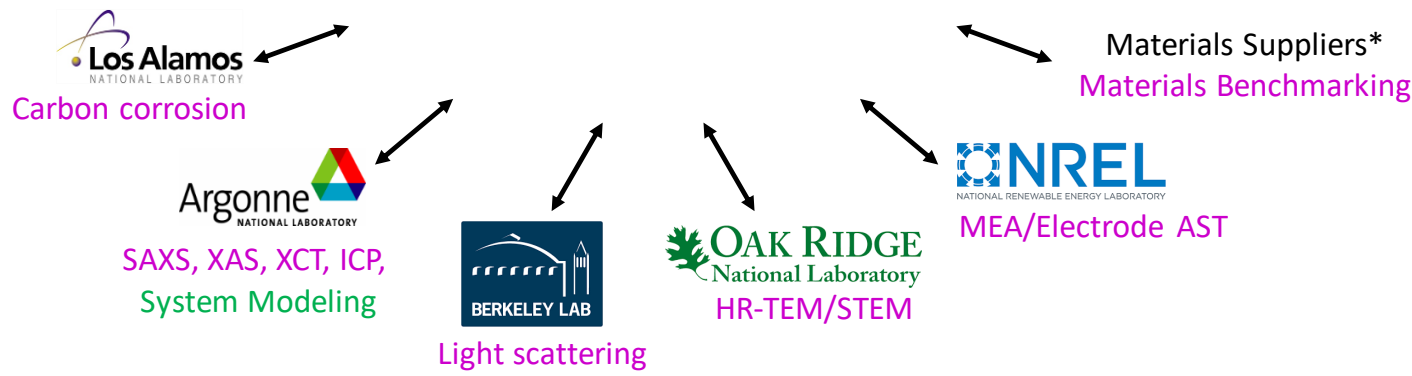 Los Alamos
NATIONAL LABORATORY
Carbon corrosion
Materials Suppliers*
Materials Benchmarking
Argonne
NATIONAL LABORATORY
SAXS, XAS, XCT, ICP,
System Modeling
BERKELEY LAB
Light scattering
OAK RIDGE
National Laboratory
HR-TEM/STEM
NREL
NATIONAL RENEWABLE ENERGY LABORATORY
MEA/Electrode AST